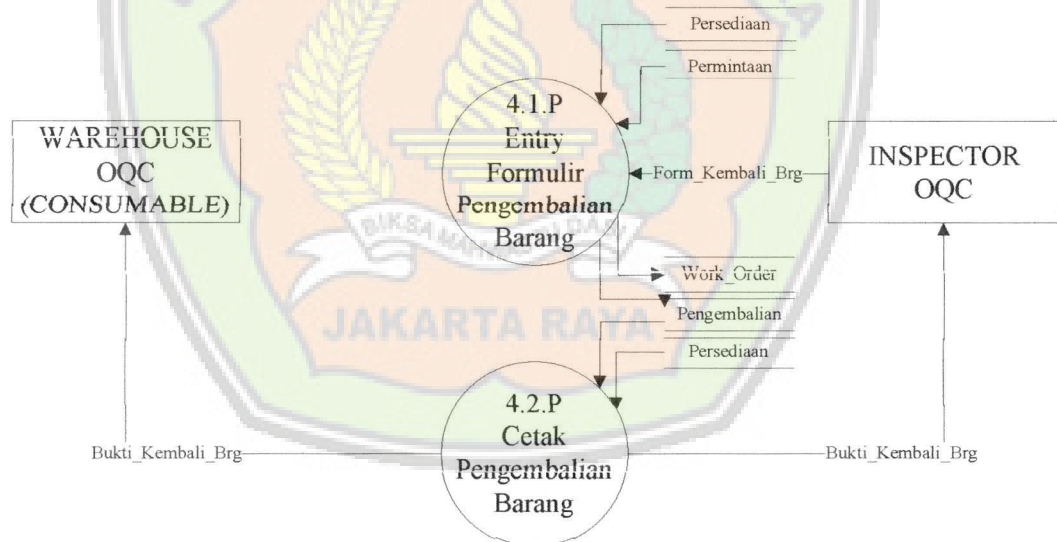 Persediaan
Permintaan
4.1.P
Entry
Formulir
Pengembalian
Barang
WAREHOUSE
OQC
(CONSUMABLE)
Form_Kembali_Brg
INSPECTOR
OQC
Work_Order
Pengembalian
Persediaan
JAKARTA RAYA
4.2.P
Cetak
Pengembalian
Barang
Bukti_Kembali_Brg
Bukti_Kembali_Brg